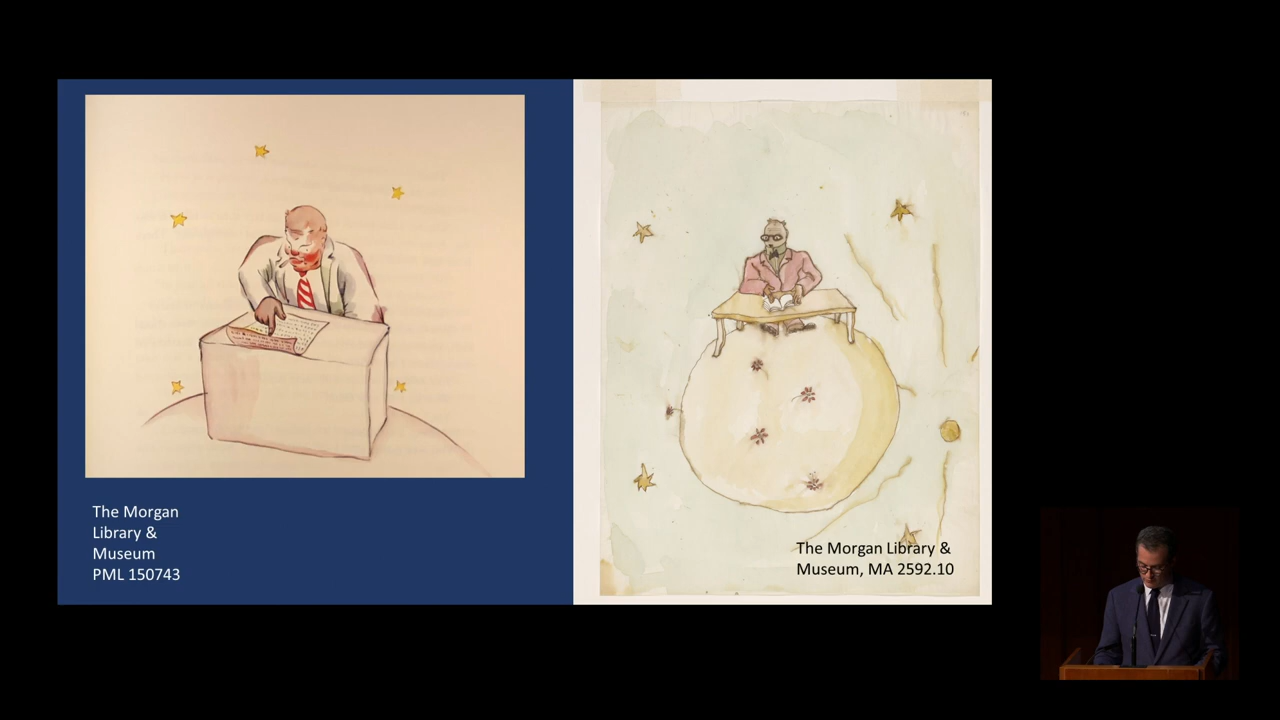 The Morgan
Library &
Museum
PML 150743
The Morgan Library &
Museum, MA 2592.10